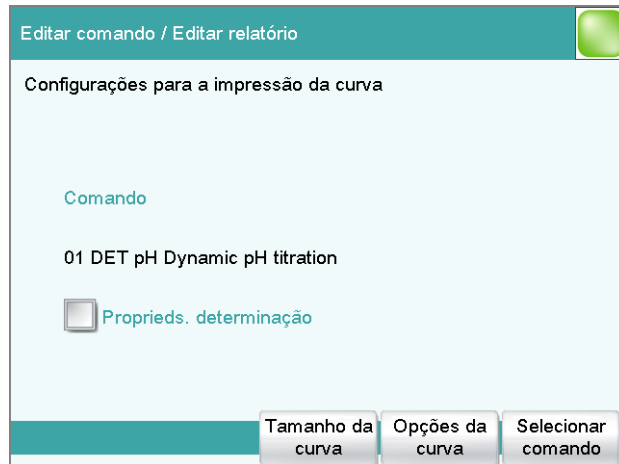 Editar comando / Editar relatório
Configurações para a impressão da curva
Comando
01 DET pH Dynamic pH titration
Proprieds. determinação
Tamanho da curva
Opções da curva
Selecionar comando